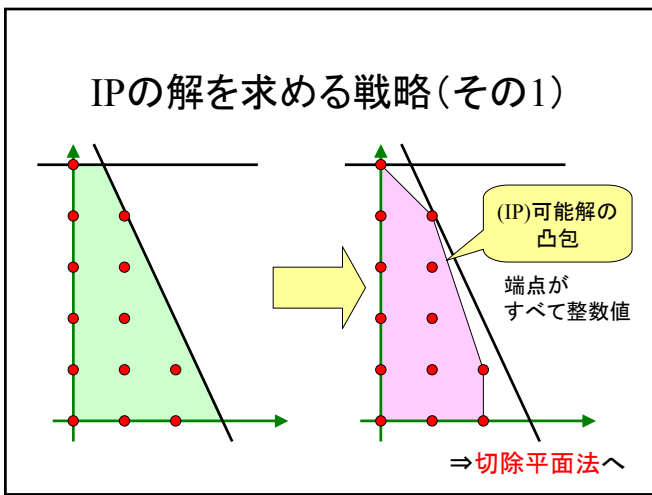 IPの解を求める戦略（その1）
(IP)可能解の
凸包
端点が
すべて整数値
⇒切除平面法へ